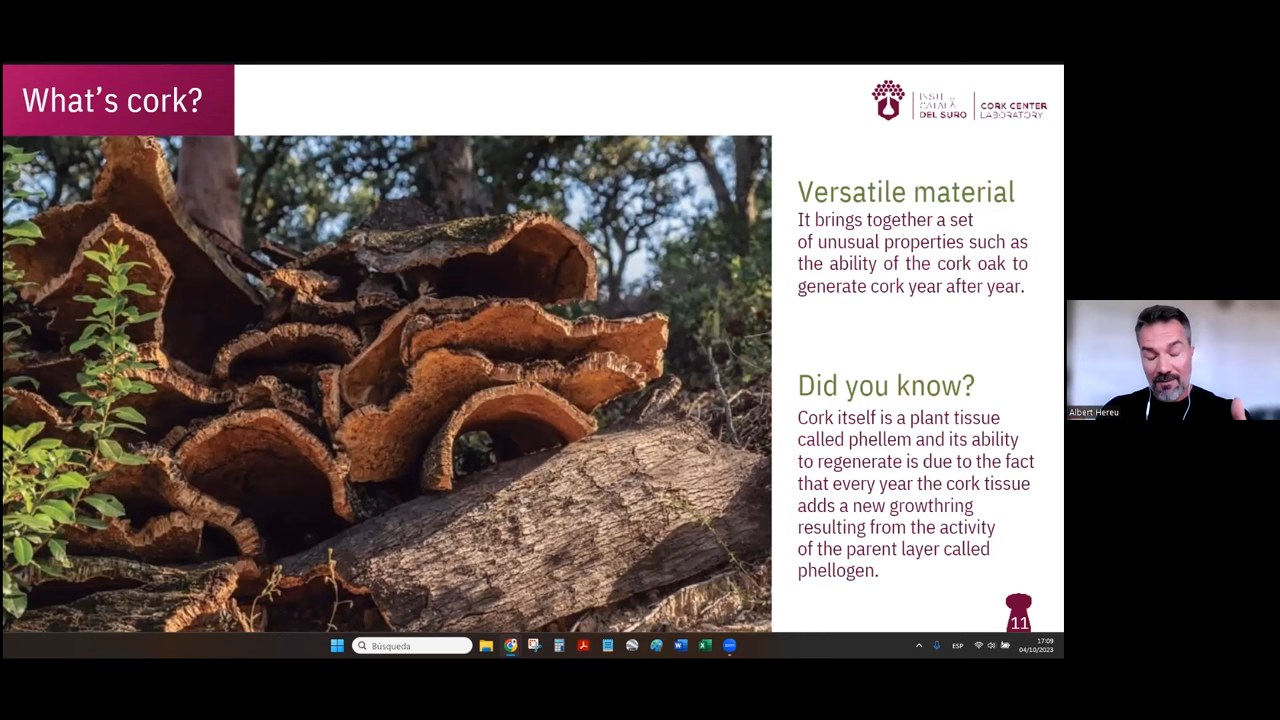 What's cork?
CATALÀ
DEL SURO
CORK CENTER
LABORATORY
Versatile material
It brings together a set
of unusual properties such as
the ability of the cork oak to
generate cork year after year.
Did you know?
Cork itself is a plant tissue
called phellem and its ability
to regenerate is due to the fact
that every year the cork tissue
adds a new growthring
resulting from the activity
of the parent layer called
phellogen.
11
Albert Hereu
Búsqueda
ESP
17:09
04/10/2023